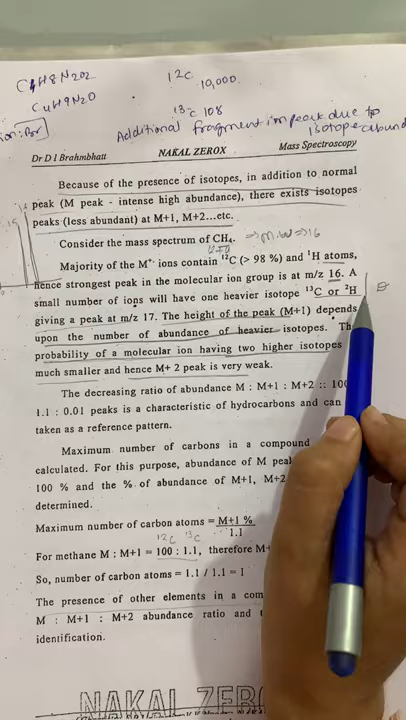 C4H8N2O2
C4H9N2O
12C 10,000.
13C 108
Additional fragment ion peak due to
isotope abund
Dr D I Brahmbhatt NAKAL ZEROX Mass Spectroscopy
Because of the presence of isotopes, in addition to normal
peak (M peak - intense high abundance), there exists isotopes
peaks (less abundant) at M+1, M+2...etc.
Consider the mass spectrum of CH4. ⇒ m.w ⇒ 16
Majority of the M+ ions contain 12C (> 98 %) and 1H atoms,
hence strongest peak in the molecular ion group is at m/z 16. A
small number of ions will have one heavier isotope 13C or 2H
giving a peak at m/z 17. The height of the peak (M+1) depends
upon the number of abundance of heavier isotopes. Th
probability of a molecular ion having two higher isotopes
much smaller and hence M+ 2 peak is very weak.
The decreasing ratio of abundance M : M+1 : M+2 :: 100
1.1 : 0.01 peaks is a characteristic of hydrocarbons and can
taken as a reference pattern.
Maximum number of carbons in a compound
calculated. For this purpose, abundance of M peak
100 % and the % of abundance of M+1, M+2
determined.
Maximum number of carbon atoms = M+1 %
1.1
12C 13C
For methane M : M+1 = 100 : 1.1, therefore M+
So, number of carbon atoms = 1.1 / 1.1 = 1
The presence of other elements in a com
M : M+1 : M+2 abundance ratio and t
identification.
NAKAL ZERO